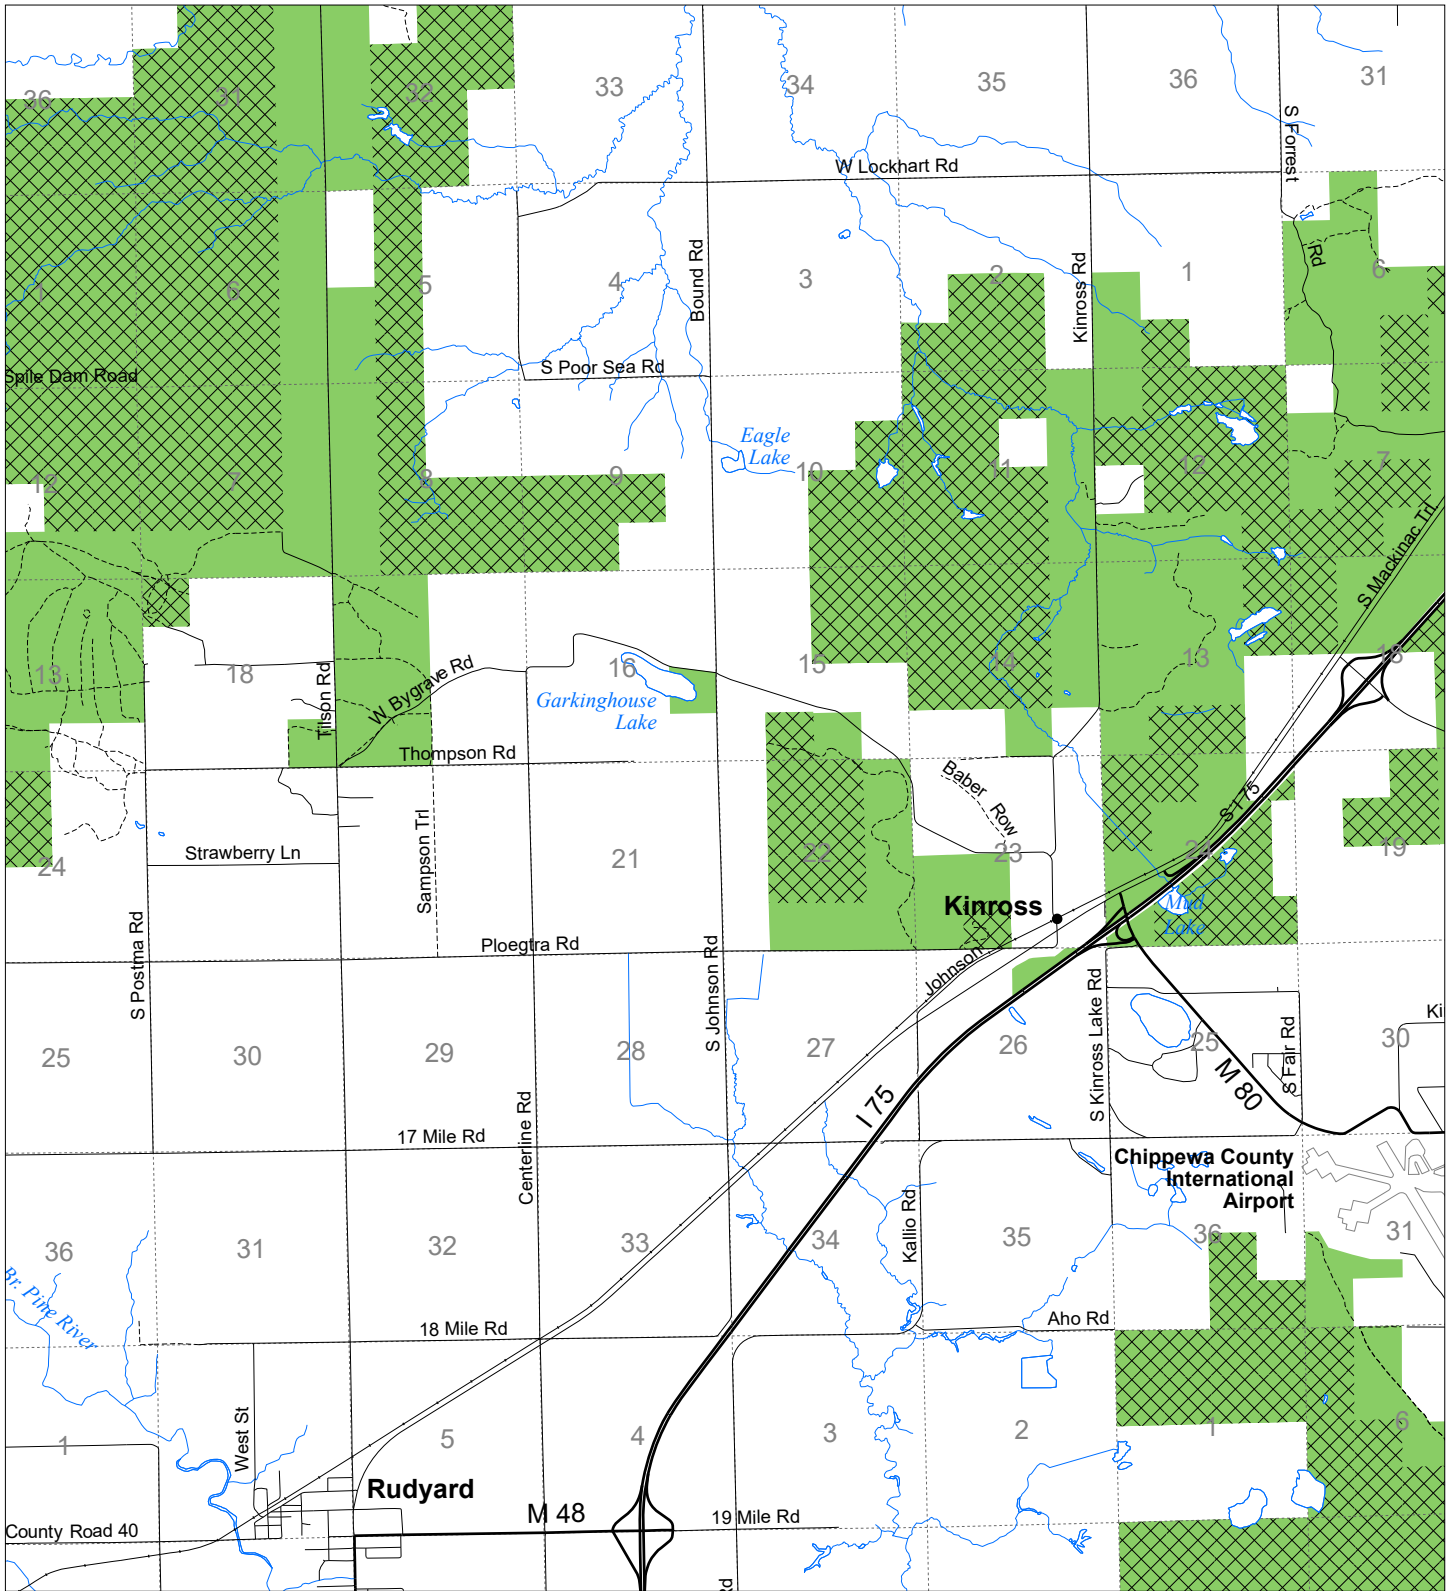 36
31
32
33
34
35
36
31
S Forrest
Rd
W Lockhart Rd
1
6
5
4
Bound Rd
3
2
Kinross Rd
1
6
Spile Dam Road
S Poor Sea Rd
Eagle
Lake
12
7
8
9
10
11
12
7
S Mackinac Trl
13
18
Tilson Rd
W Bygrave Rd
16
Garkinghouse
Lake
15
14
13
18
Thompson Rd
Baber Row
S I 75
24
Strawberry Ln
Sampson Trl
21
22
23
24
19
Kinross
Mud
Lake
S Postma Rd
Ploegtra Rd
S Johnson Rd
Johnson
S Kinross Lake Rd
S Fair Rd
Ki
25
30
29
28
27
26
25
30
M 80
I 75
17 Mile Rd
Centerline Rd
Kallio Rd
Chippewa County
International
Airport
36
31
32
33
34
35
36
31
Br. Pine River
18 Mile Rd
Aho Rd
West St
1
5
4
3
2
1
6
Rudyard
M 48
19 Mile Rd
County Road 40
Rd